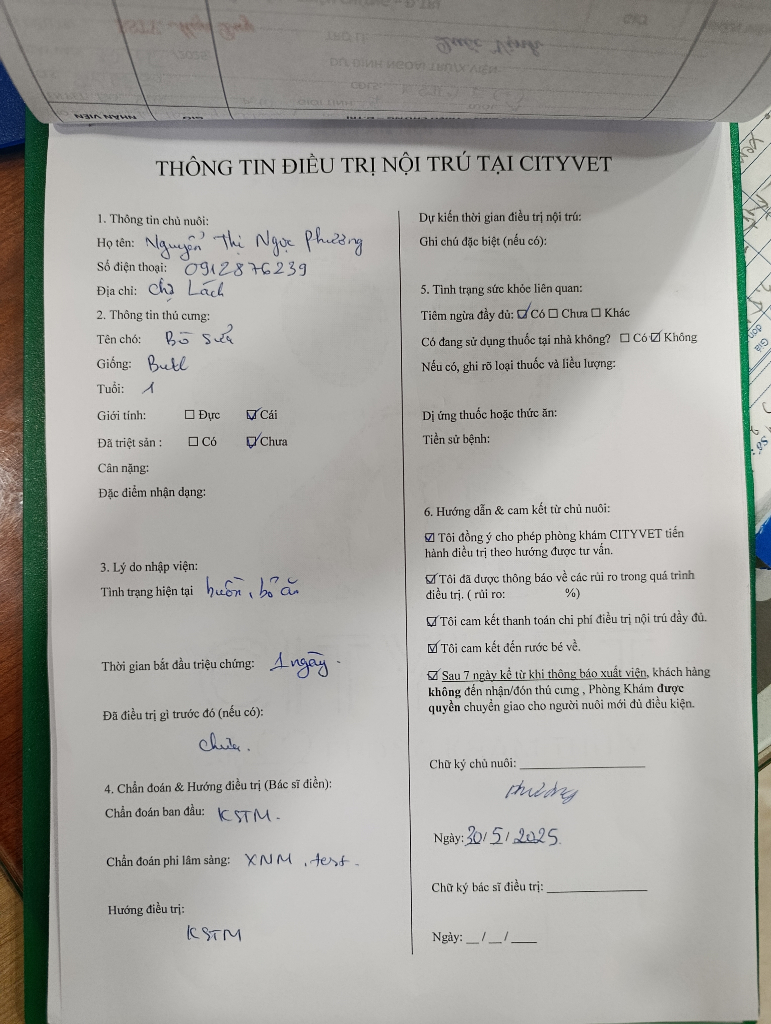 THÔNG TIN ĐIỀU TRỊ NỘI TRÚ TẠI CITYVET
1. Thông tin chủ nuôi:
Họ tên: Nguyễn Thị Ngọc Phương
Số điện thoại: 0912876239
Địa chỉ: Chợ Lách
2. Thông tin thú cưng:
Tên chó: Bò Sữa
Giống: Bull
Tuổi: 1
Giới tính: ☐ Đực ☑ Cái
Đã triệt sản : ☐ Có ☑ Chưa
Cân nặng:
Đặc điểm nhận dạng:
3. Lý do nhập viện:
Tình trạng hiện tại buồn, bỏ ăn
Thời gian bắt đầu triệu chứng: 1 ngày.
Đã điều trị gì trước đó (nếu có):
chưa.
4. Chẩn đoán & Hướng điều trị (Bác sĩ điền):
Chẩn đoán ban đầu: KSTM.
Chẩn đoán phi lâm sàng: XNM, test.
Hướng điều trị:
KSTM
Dự kiến thời gian điều trị nội trú:
Ghi chú đặc biệt (nếu có):
5. Tình trạng sức khỏe liên quan:
Tiêm ngừa đầy đủ: ☑ Có ☐ Chưa ☐ Khác
Có đang sử dụng thuốc tại nhà không? ☐ Có ☑ Không
Nếu có, ghi rõ loại thuốc và liều lượng:
Dị ứng thuốc hoặc thức ăn:
Tiền sử bệnh:
6. Hướng dẫn & cam kết từ chủ nuôi:
☑ Tôi đồng ý cho phép phòng khám CITYVET tiến
hành điều trị theo hướng được tư vấn.
☑ Tôi đã được thông báo về các rủi ro trong quá trình
điều trị. ( rủi ro: %)
☑ Tôi cam kết thanh toán chi phí điều trị nội trú đầy đủ.
☑ Tôi cam kết đến rước bé về.
☑ Sau 7 ngày kể từ khi thông báo xuất viện, khách hàng
không đến nhận/đón thú cưng , Phòng Khám được
quyền chuyển giao cho người nuôi mới đủ điều kiện.
Chữ ký chủ nuôi: ____________
Phương
Ngày: 30/5/2025
Chữ ký bác sĩ điều trị: ____________
Ngày: __/__/____